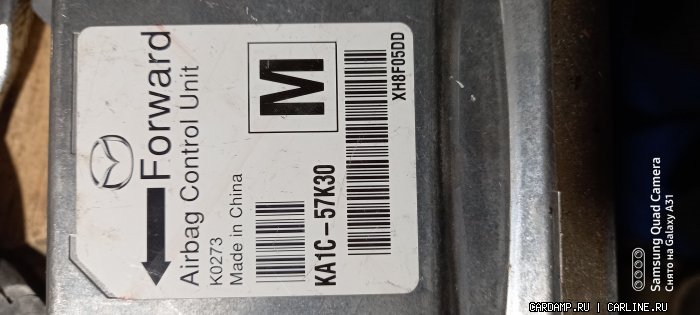 Forward
Airbag Control Unit
K0273
Made in China
M
KA1C-57K30
XH8F05DD
Samsung Quad Camera
Снято на Galaxy A31
CARDAMP.RU | CARLINE.RU